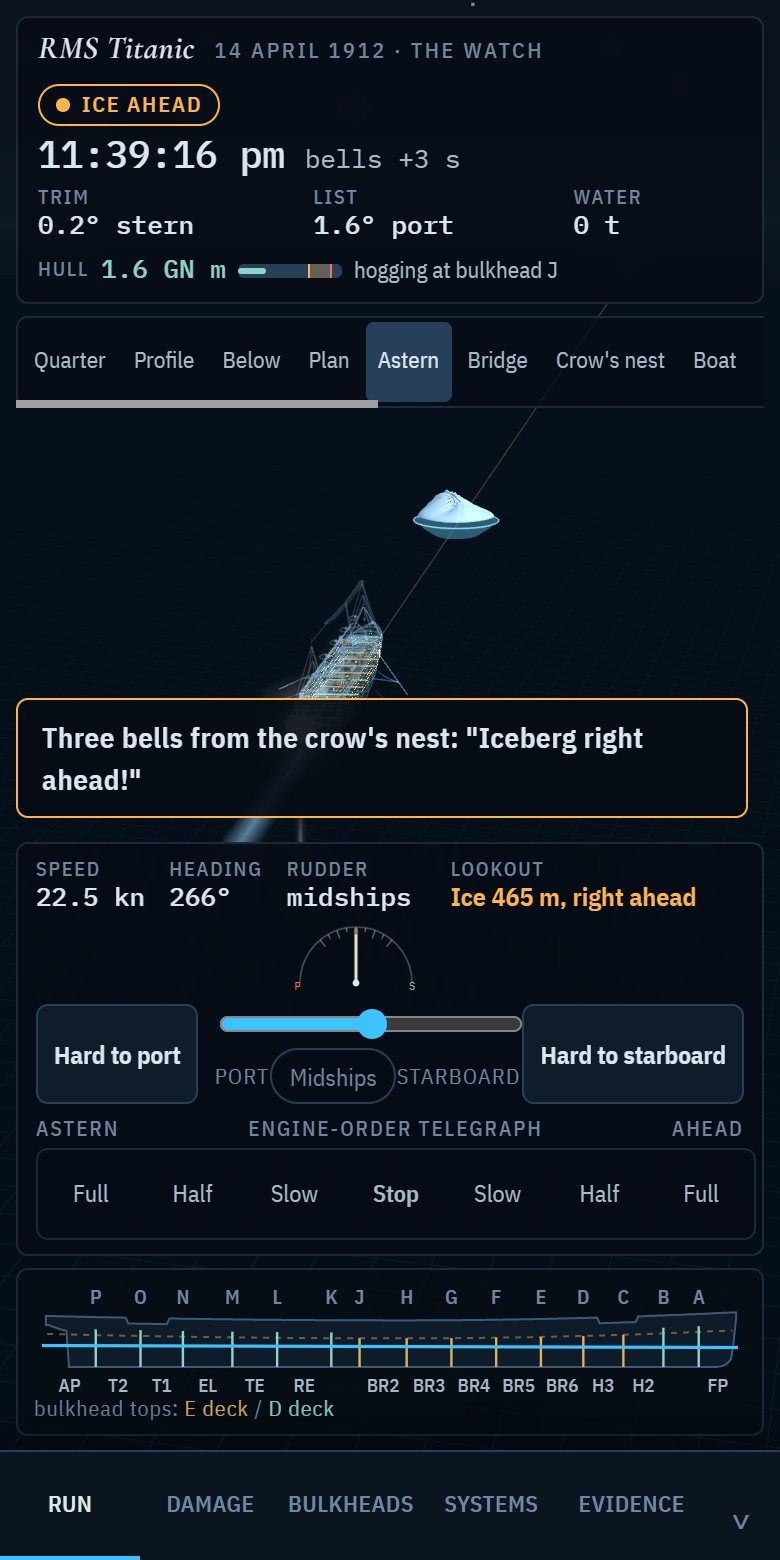 RMS Titanic 14 APRIL 1912 · THE WATCH
ICE AHEAD
11:39:16 pm bells +3 s
TRIM LIST WATER
0.2° stern 1.6° port 0 t
HULL 1.6 GN m hogging at bulkhead J
Quarter Profile Below Plan Astern Bridge Crow's nest Boat
Three bells from the crow's nest: "Iceberg right
ahead!"
SPEED HEADING RUDDER LOOKOUT
22.5 kn 266° midships Ice 465 m, right ahead
P S
Hard to port Hard to starboard
PORT Midships STARBOARD
ASTERN ENGINE-ORDER TELEGRAPH AHEAD
Full Half Slow Stop Slow Half Full
P O N M L K J H G F E D C B A
AP T2 T1 EL TE RE BR2 BR3 BR4 BR5 BR6 H3 H2 FP
bulkhead tops: E deck / D deck
RUN DAMAGE BULKHEADS SYSTEMS EVIDENCE